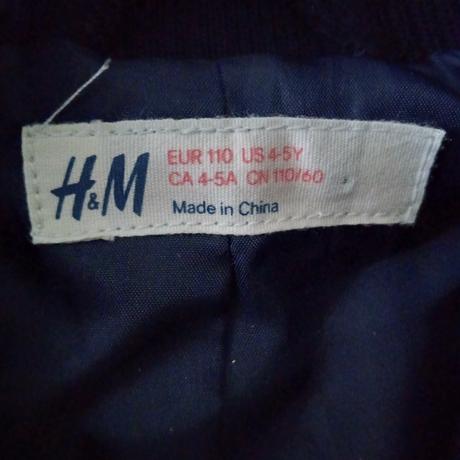 H&M
EUR 110 US 4-5Y
CA 4-5A CN 110/60
Made in China